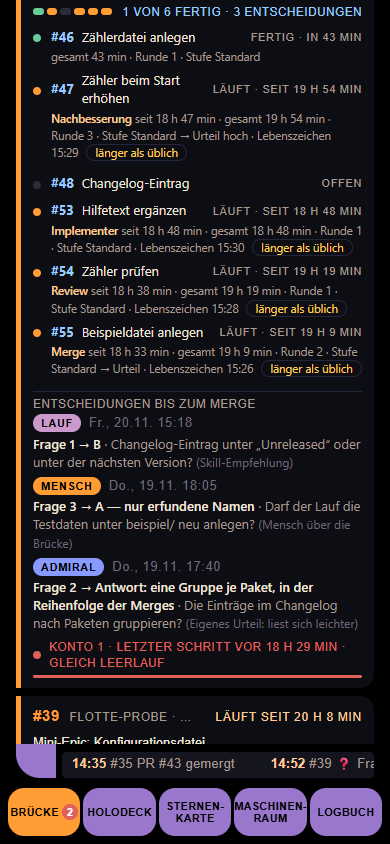 1 VON 6 FERTIG · 3 ENTSCHEIDUNGEN
#46 Zählerdatei anlegen FERTIG · IN 43 MIN
gesamt 43 min · Runde 1 · Stufe Standard
#47 Zähler beim Start erhöhen LÄUFT · SEIT 19 H 54 MIN
Nachbesserung seit 18 h 47 min · gesamt 19 h 54 min ·
Runde 3 · Stufe Standard → Urteil hoch · Lebenszeichen
15:29 länger als üblich
#48 Changelog-Eintrag OFFEN
#53 Hilfetext ergänzen LÄUFT · SEIT 18 H 48 MIN
Implementer seit 18 h 48 min · gesamt 18 h 48 min · Runde 1
· Stufe Standard · Lebenszeichen 15:30 länger als üblich
#54 Zähler prüfen LÄUFT · SEIT 19 H 19 MIN
Review seit 18 h 38 min · gesamt 19 h 19 min · Runde 1 ·
Stufe Standard · Lebenszeichen 15:28 länger als üblich
#55 Beispieldatei anlegen LÄUFT · SEIT 19 H 9 MIN
Merge seit 18 h 33 min · gesamt 19 h 9 min · Runde 2 · Stufe
Standard → Urteil · Lebenszeichen 15:26 länger als üblich
ENTSCHEIDUNGEN BIS ZUM MERGE
LAUF Fr., 20.11. 15:18
Frage 1 → B · Changelog-Eintrag unter „Unreleased“ oder
unter der nächsten Version? (Skill-Empfehlung)
MENSCH Do., 19.11. 18:05
Frage 3 → A — nur erfundene Namen · Darf der Lauf die
Testdaten unter beispiel/ neu anlegen? (Mensch über die
Brücke)
ADMIRAL Do., 19.11. 17:40
Frage 2 → Antwort: eine Gruppe je Paket, in der
Reihenfolge der Merges · Die Einträge im Changelog
nach Paketen gruppieren? (Eigenes Urteil: liest sich leichter)
KONTO 1 · LETZTER SCHRITT VOR 18 H 29 MIN ·
GLEICH LEERLAUF
#39 FLOTTE-PROBE · ... LÄUFT SEIT 20 H 8 MIN
Mini-Epic: Konfigurationsdatei
14:35 #35 PR #43 gemergt 14:52 #39 ❓ Fra
BRÜCKE 2
HOLODECK
STERNEN-
KARTE
MASCHINEN-
RAUM
LOGBUCH